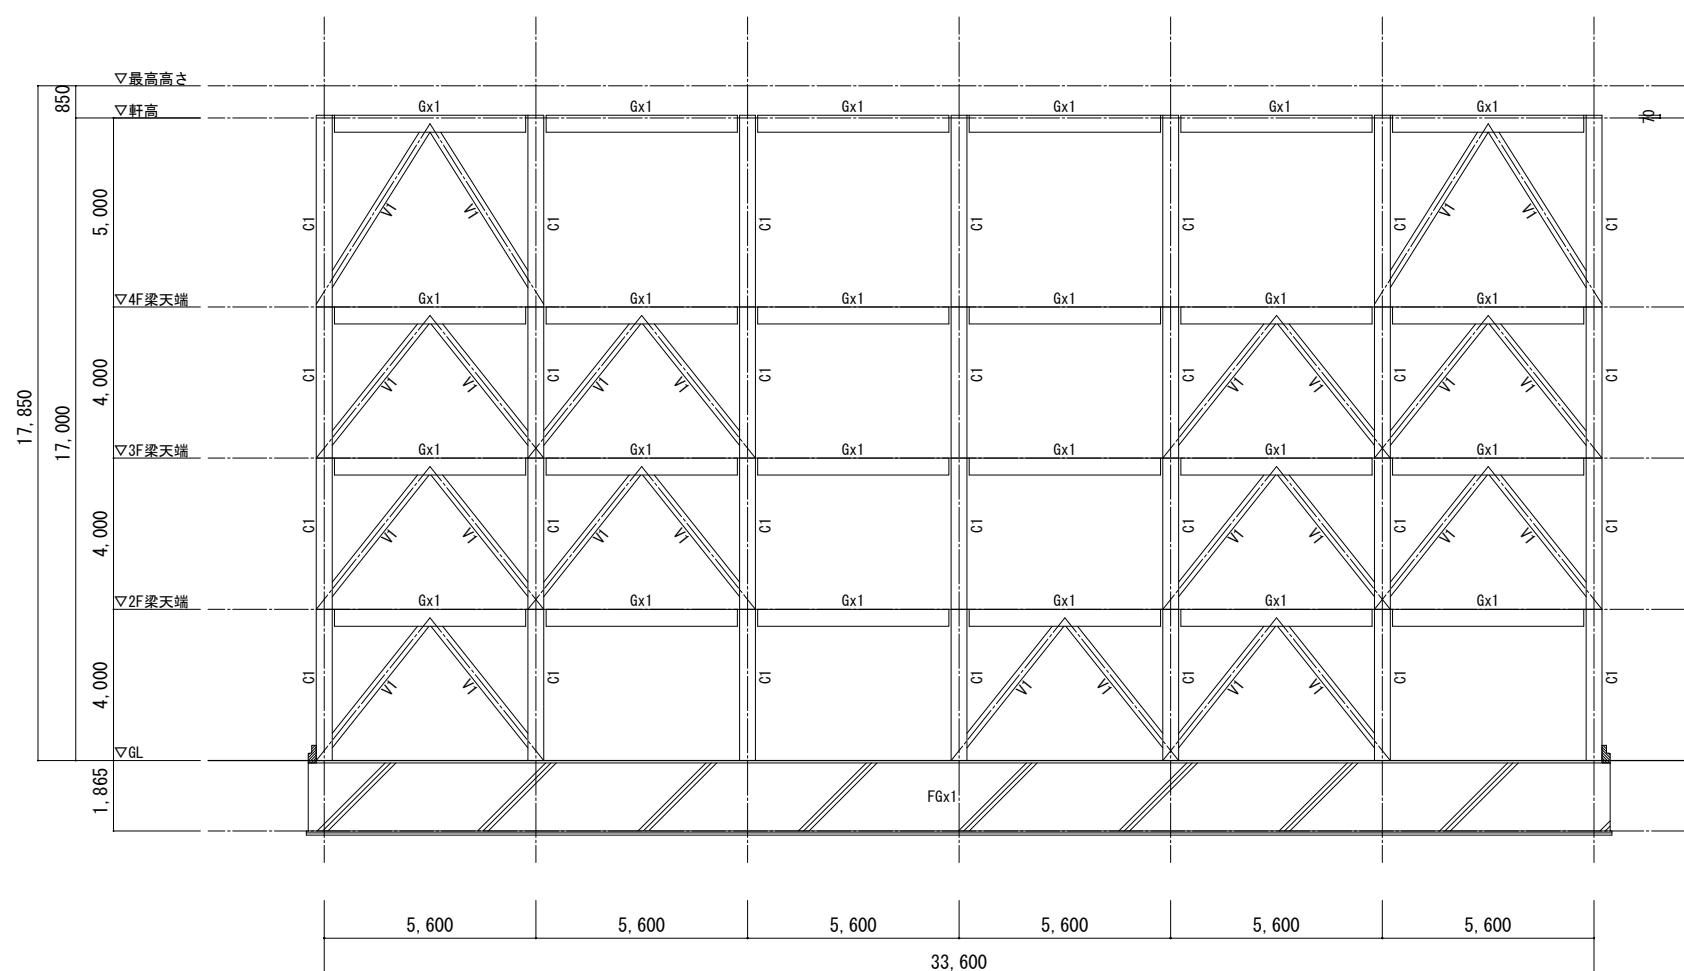 ▽最高高さ
850
▽軒高
Gx1 Gx1 Gx1 Gx1 Gx1 Gx1
70
5,000
C1 V1 V1 C1 C1 C1 C1 C1 V1 V1 C1
▽4F梁天端
Gx1 Gx1 Gx1 Gx1 Gx1 Gx1
17,850
17,000
4,000
C1 V1 V1 C1 V1 V1 C1 C1 C1 V1 V1 C1 V1 V1 C1
▽3F梁天端
Gx1 Gx1 Gx1 Gx1 Gx1 Gx1
4,000
C1 V1 V1 C1 V1 V1 C1 C1 C1 V1 V1 C1 V1 V1 C1
▽2F梁天端
Gx1 Gx1 Gx1 Gx1 Gx1 Gx1
4,000
C1 V1 V1 C1 C1 C1 V1 V1 C1 V1 V1 C1 C1
▽GL
1,865
FGx1
5,600 5,600 5,600 5,600 5,600 5,600
33,600